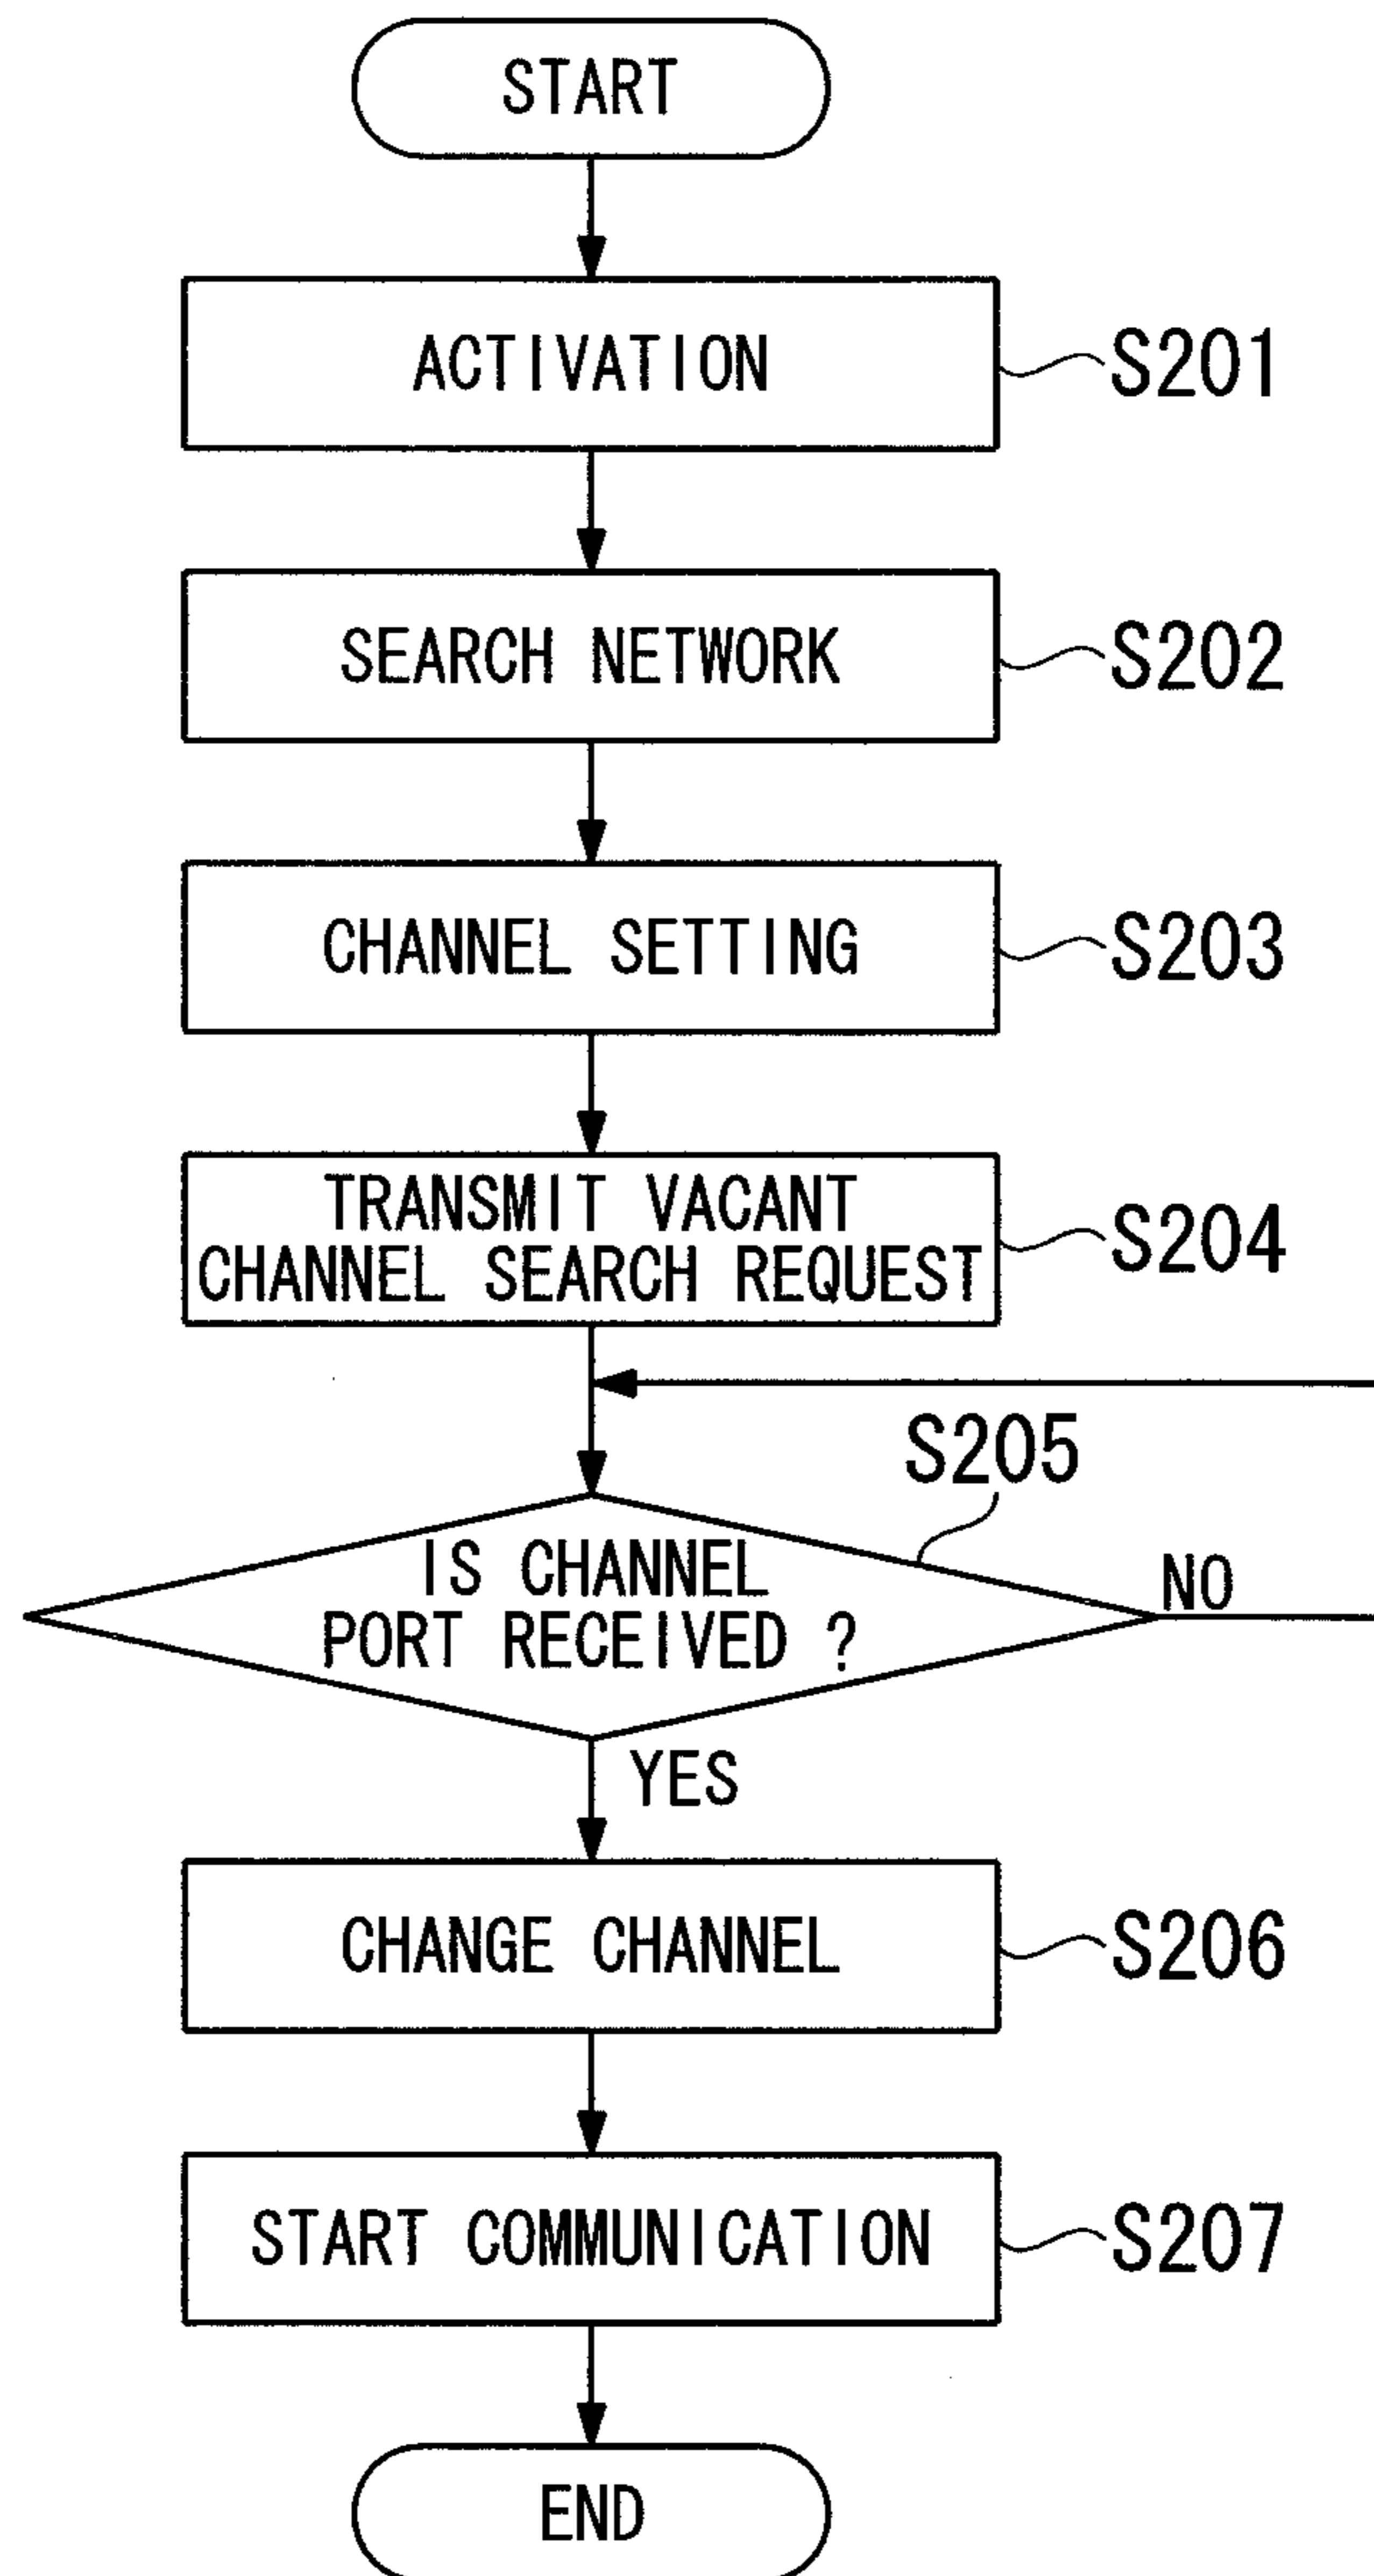 START
ACTIVATION
S201
SEARCH NETWORK
S202
CHANNEL SETTING
S203
TRANSMIT VACANT
CHANNEL SEARCH REQUEST
S204
S205
IS CHANNEL
PORT RECEIVED ?
NO
YES
CHANGE CHANNEL
S206
START COMMUNICATION
S207
END